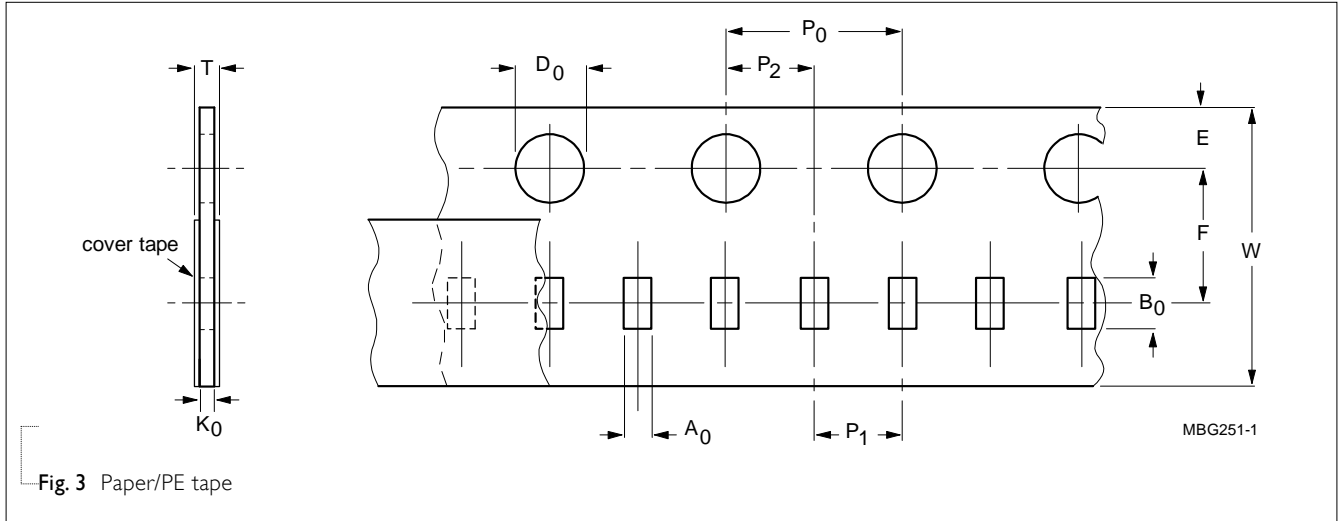 P0
T
D0
P2
E
F
W
cover tape
B0
K0
A0
P1
MBG251-1
Fig. 3 Paper/PE tape